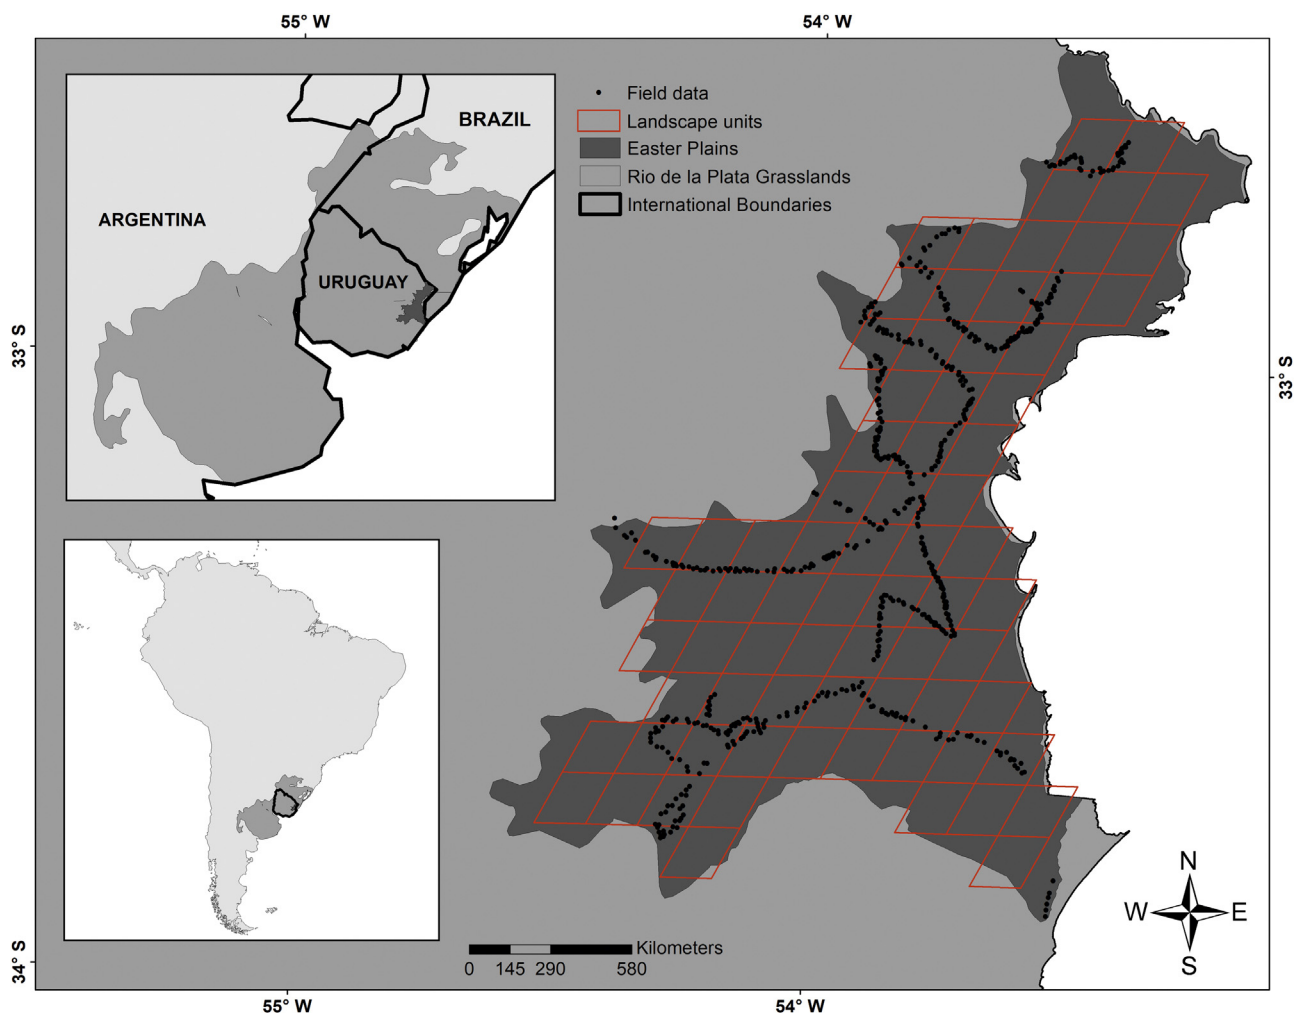 55° W 54° W
BRAZIL
ARGENTINA
URUGUAY
Field data
Landscape units
Easter Plains
Rio de la Plata Grasslands
International Boundaries
33° S
33° S
34° S
Kilometers
0 145 290 580
N
W E
S
55° W 54° W